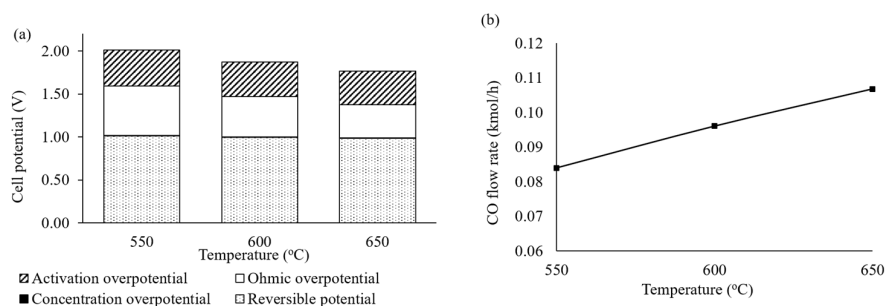 (a)
Cell potential (V)
2.00
1.50
1.00
0.50
0.00
550 600 650
Temperature (°C)
Activation overpotential Ohmic overpotential
Concentration overpotential Reversible potential
(b)
CO flow rate (kmol/h)
0.12
0.11
0.10
0.09
0.08
0.07
0.06
550 600 650
Temperature (°C)